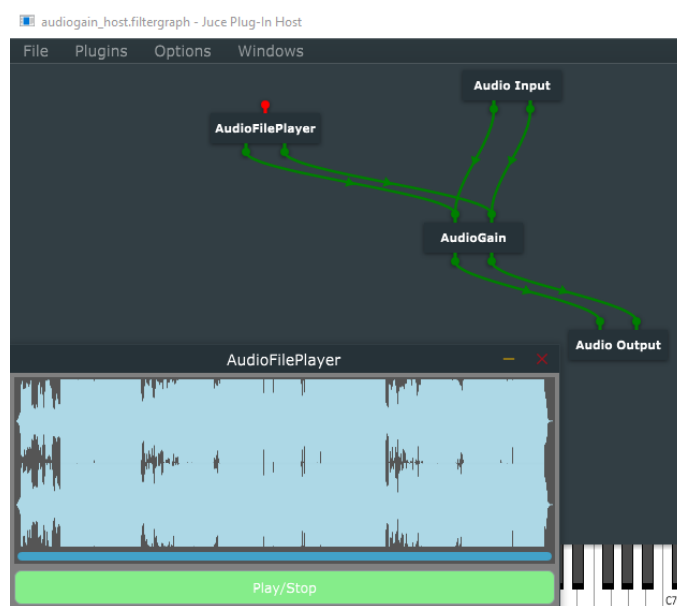 audiogain_host.filtergraph - Juce Plug-In Host
File Plugins Options Windows
Audio Input
AudioFilePlayer
AudioGain
Audio Output
AudioFilePlayer
Play/Stop
C7